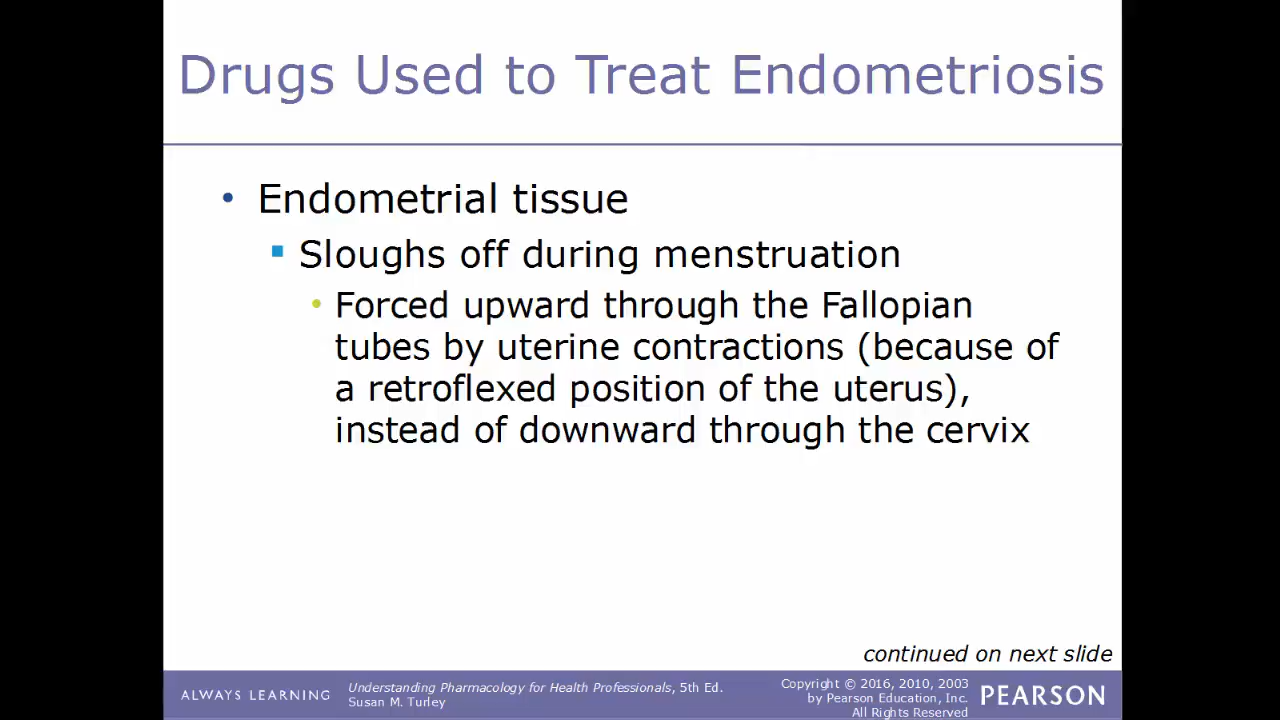 Drugs Used to Treat Endometriosis
• Endometrial tissue
▪ Sloughs off during menstruation
• Forced upward through the Fallopian
tubes by uterine contractions (because of
a retroflexed position of the uterus),
instead of downward through the cervix
continued on next slide
ALWAYS LEARNING
Understanding Pharmacology for Health Professionals, 5th Ed.
Susan M. Turley
Copyright © 2016, 2010, 2003
by Pearson Education, Inc.
All Rights Reserved
PEARSON